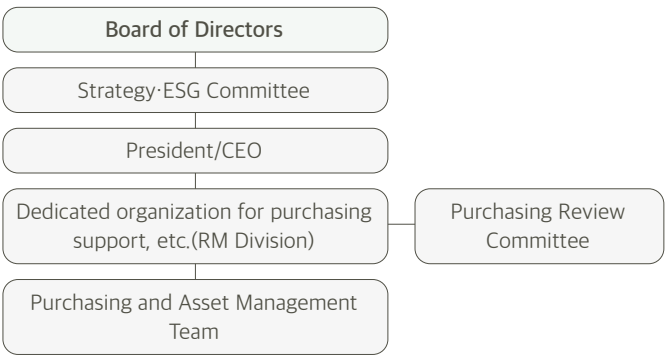 Board of Directors
Strategy·ESG Committee
President/CEO
Dedicated organization for purchasing
support, etc.(RM Division)
Purchasing Review
Committee
Purchasing and Asset Management
Team